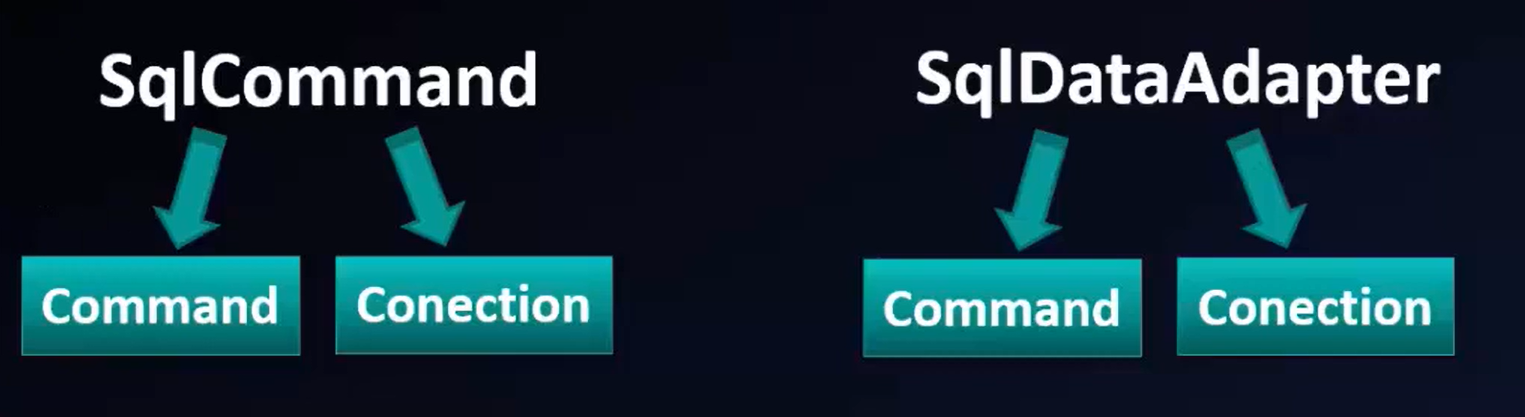 SqlCommand
SqlDataAdapter
Command
Conection
Command
Conection